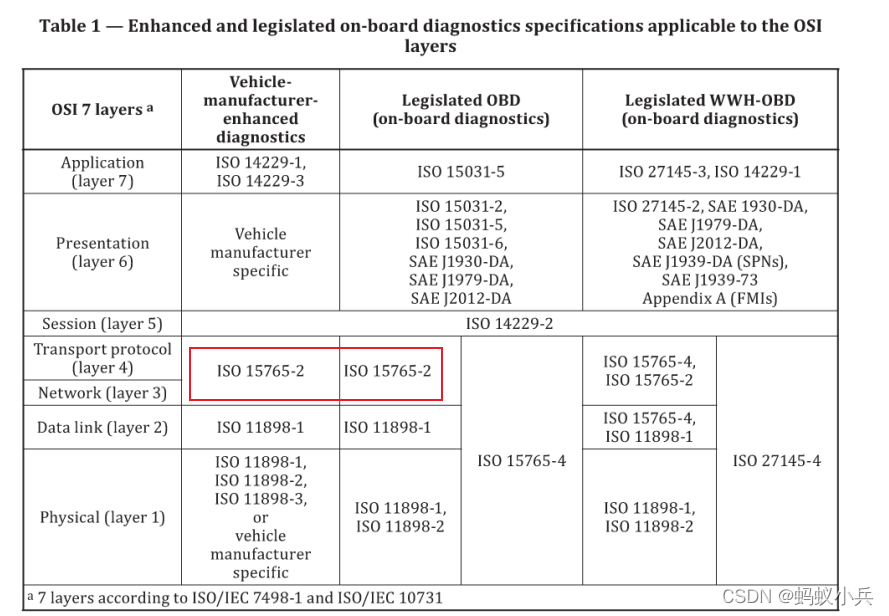 Table 1 — Enhanced and legislated on-board diagnostics specifications applicable to the OSI
layers
OSI 7 layers a
Vehicle-
manufacturer-
enhanced
diagnostics
Legislated OBD
(on-board diagnostics)
Legislated WWH-OBD
(on-board diagnostics)
Application
(layer 7)
ISO 14229-1,
ISO 14229-3
ISO 15031-5
ISO 27145-3, ISO 14229-1
Presentation
(layer 6)
Vehicle
manufacturer
specific
ISO 15031-2,
ISO 15031-5,
ISO 15031-6,
SAE J1930-DA,
SAE J1979-DA,
SAE J2012-DA
ISO 27145-2, SAE 1930-DA,
SAE J1979-DA,
SAE J2012-DA,
SAE J1939-DA (SPNs),
SAE J1939-73
Appendix A (FMIs)
Session (layer 5)
ISO 14229-2
Transport protocol
(layer 4)
Network (layer 3)
ISO 15765-2
ISO 15765-2
ISO 15765-4
ISO 15765-4,
ISO 15765-2
ISO 27145-4
Data link (layer 2)
ISO 11898-1
ISO 11898-1
ISO 15765-4,
ISO 11898-1
Physical (layer 1)
ISO 11898-1,
ISO 11898-2,
ISO 11898-3,
or
vehicle
manufacturer
specific
ISO 11898-1,
ISO 11898-2
ISO 11898-1,
ISO 11898-2
a 7 layers according to ISO/IEC 7498-1 and ISO/IEC 10731
CSDN @蚂蚁小兵